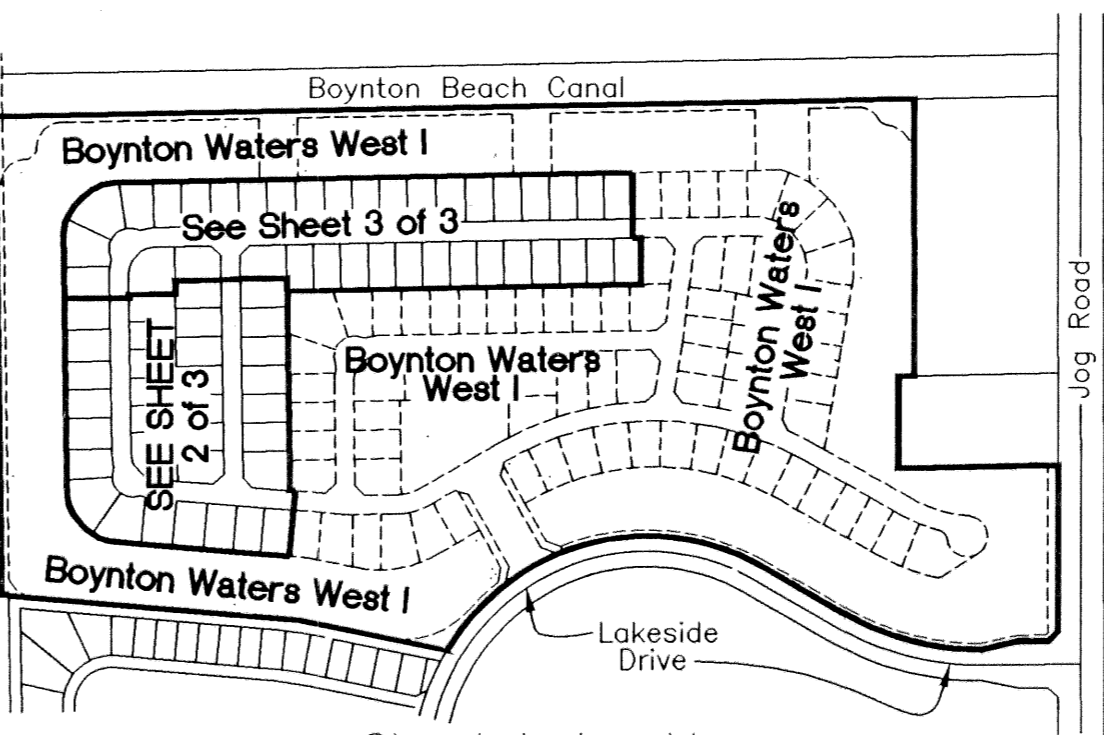 Boynton Beach Canal
Boynton Waters West I
See Sheet 3 of 3
Boynton Waters
West I
Jog Road
SEE SHEET
2 of 3
Boynton Waters
West I
Boynton Waters West I
Lakeside
Drive